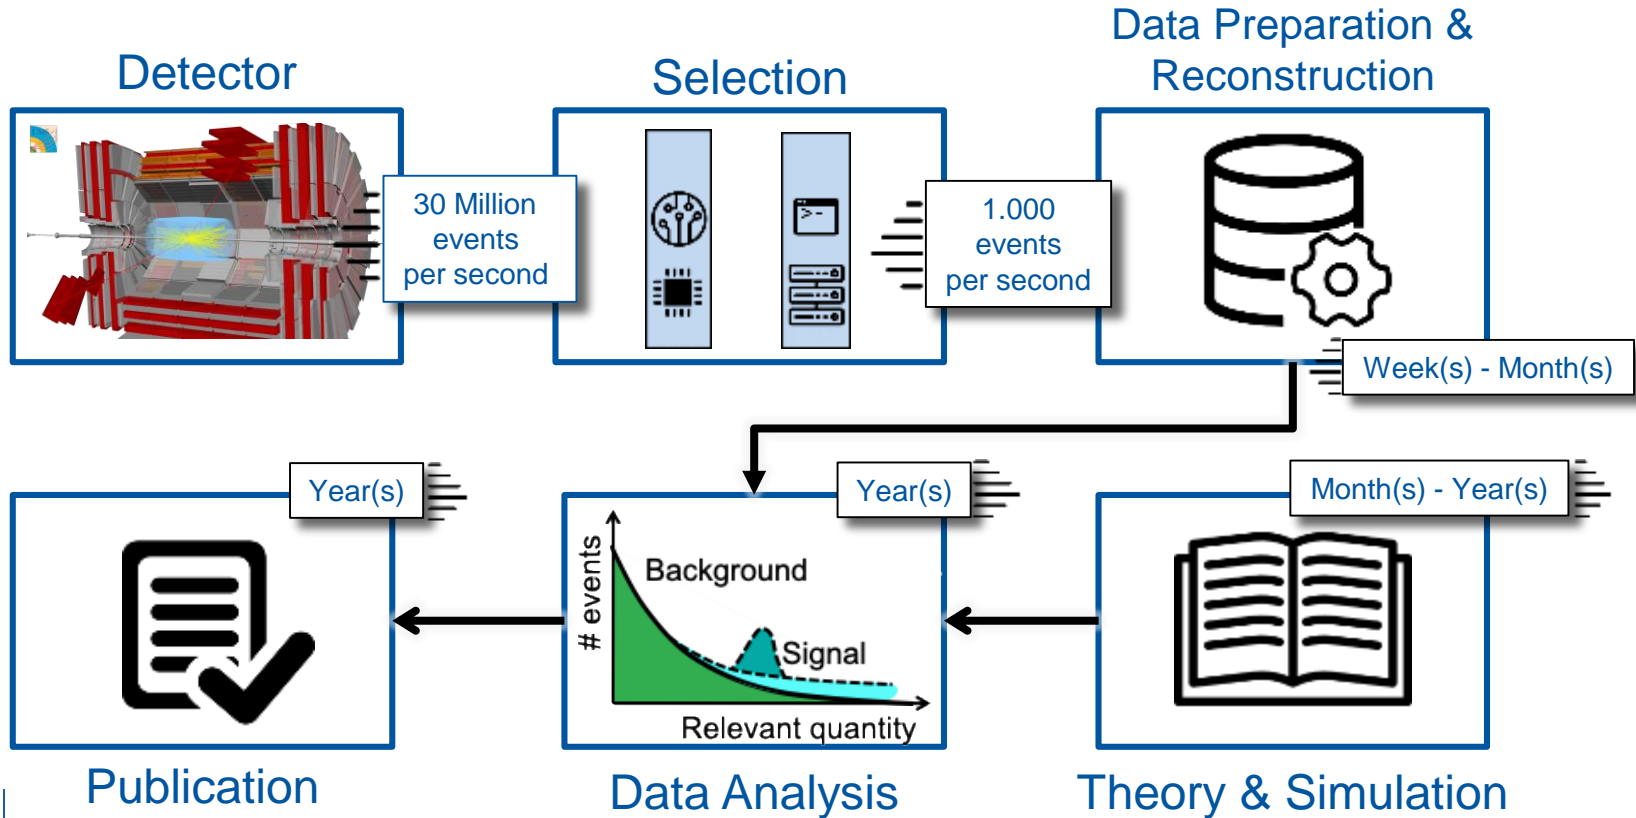 Detector
Selection
Data Preparation &
Reconstruction
30 Million
events
per second
>-
1.000
events
per second
Week(s) - Month(s)
Year(s)
Year(s)
Month(s) - Year(s)
# events
Background
Signal
Relevant quantity
Publication
Data Analysis
Theory & Simulation